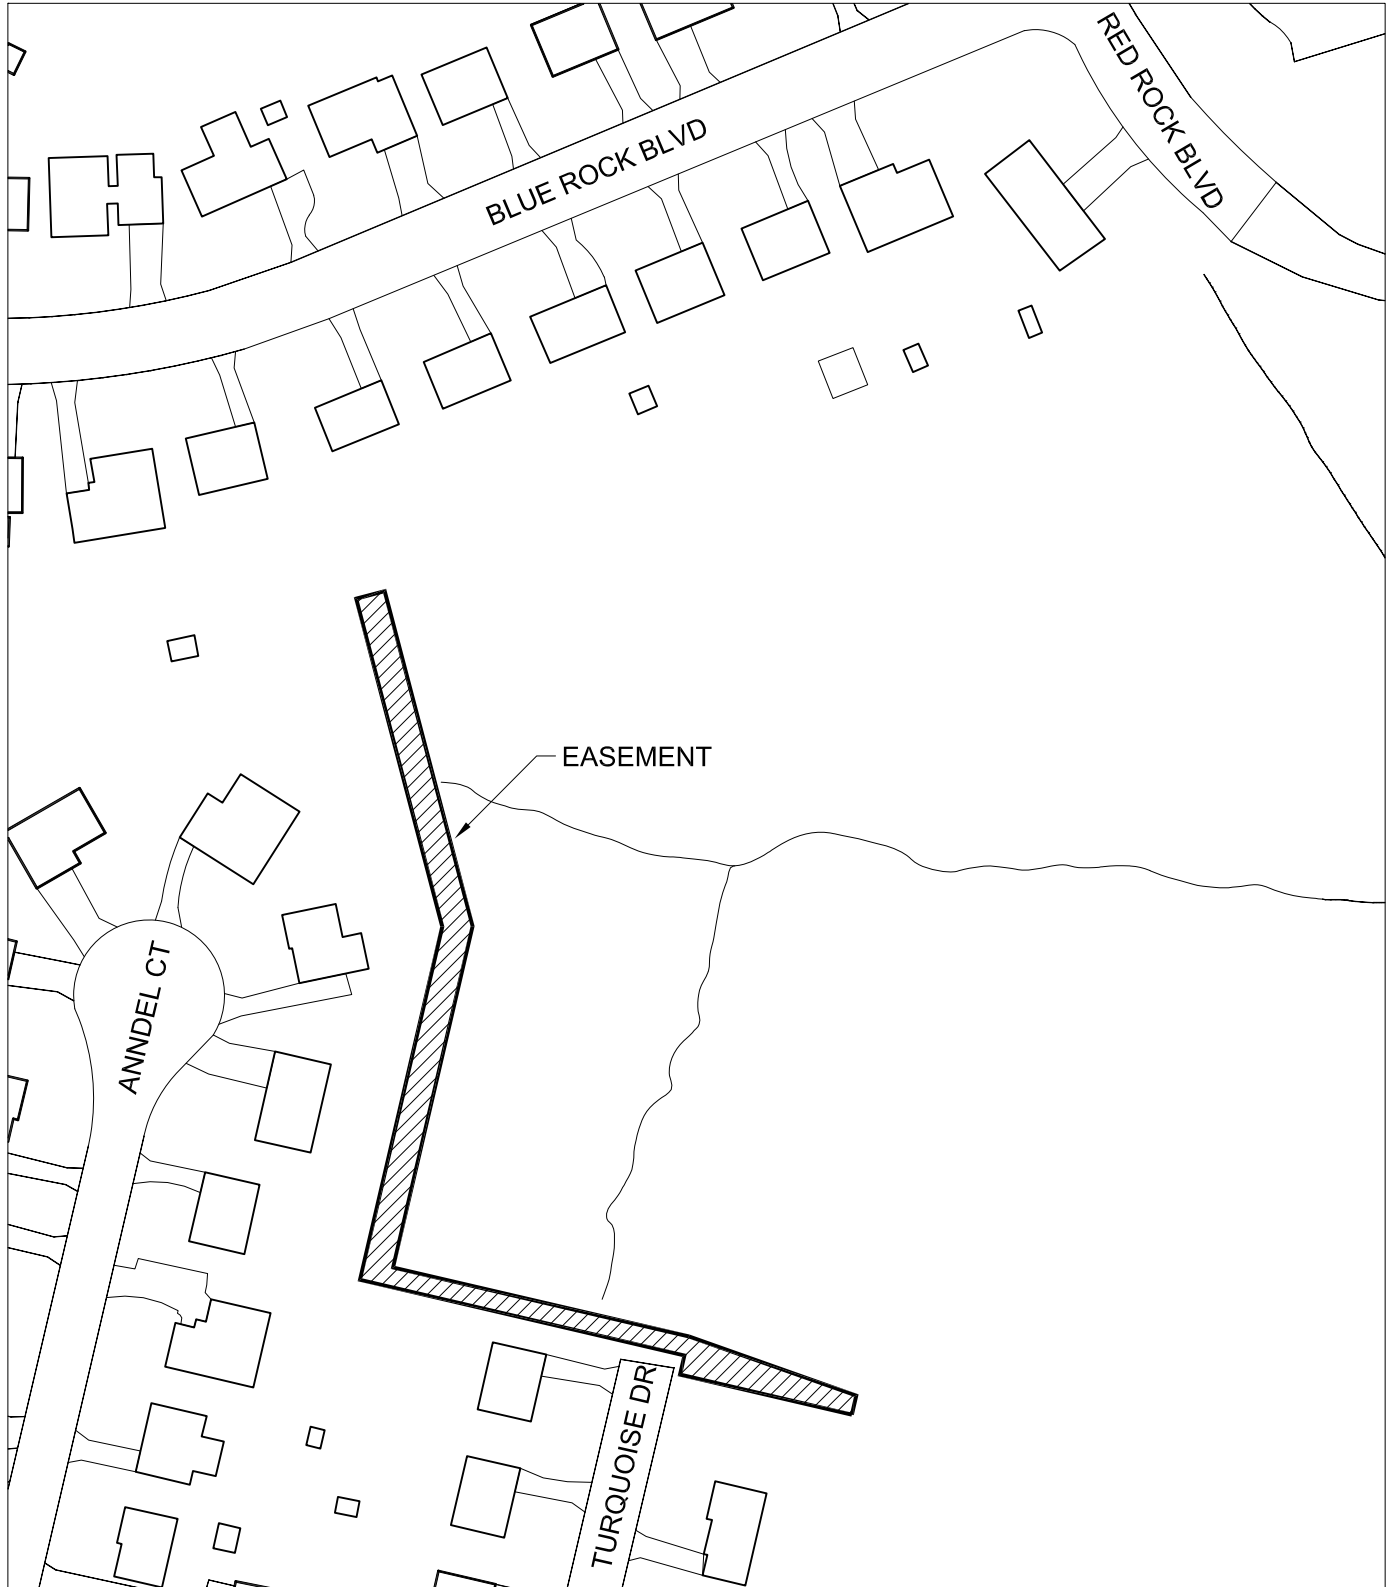 RED ROCK BLVD
BLUE ROCK BLVD
EASEMENT
ANNDEL CT
TURQUOISE DR